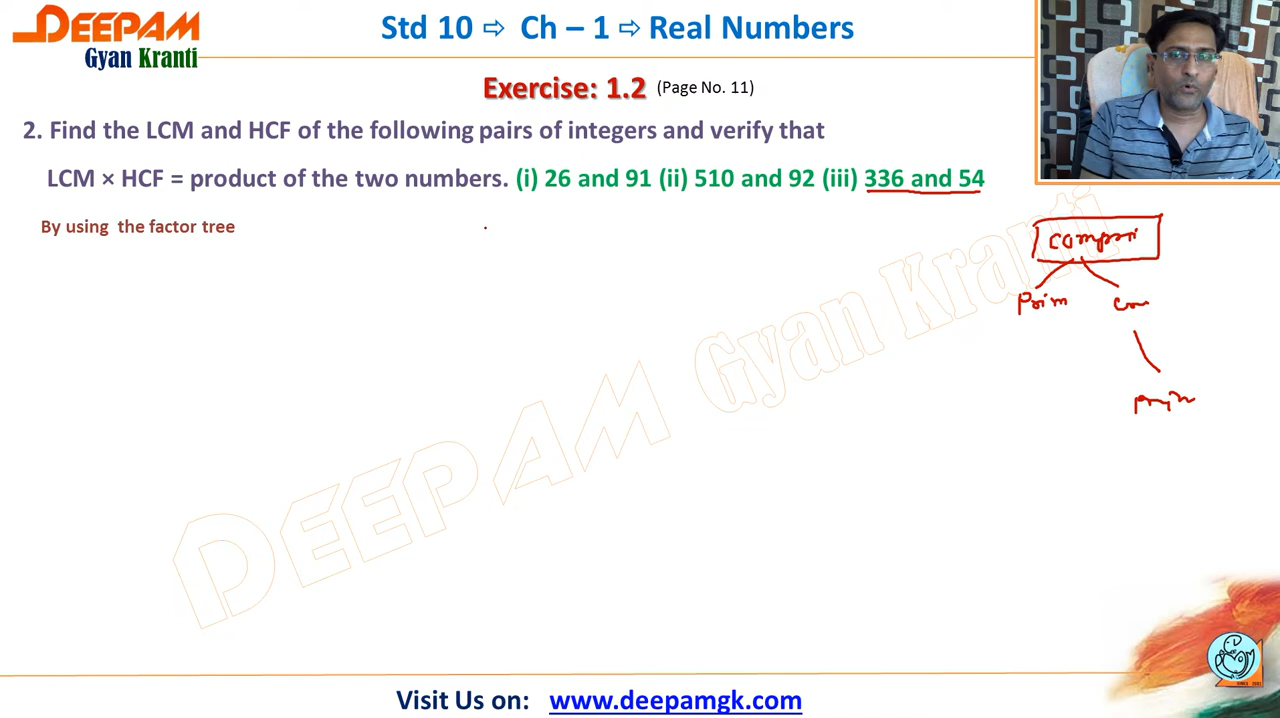 DEEPAM
Gyan Kranti
Std 10 ⇨ Ch – 1 ⇨ Real Numbers
Exercise: 1.2 (Page No. 11)
2. Find the LCM and HCF of the following pairs of integers and verify that
LCM × HCF = product of the two numbers. (i) 26 and 91 (ii) 510 and 92 (iii) 336 and 54
By using the factor tree
Prim
DEEPAM Gyan Kranti
Visit Us on: www.deepamgk.com